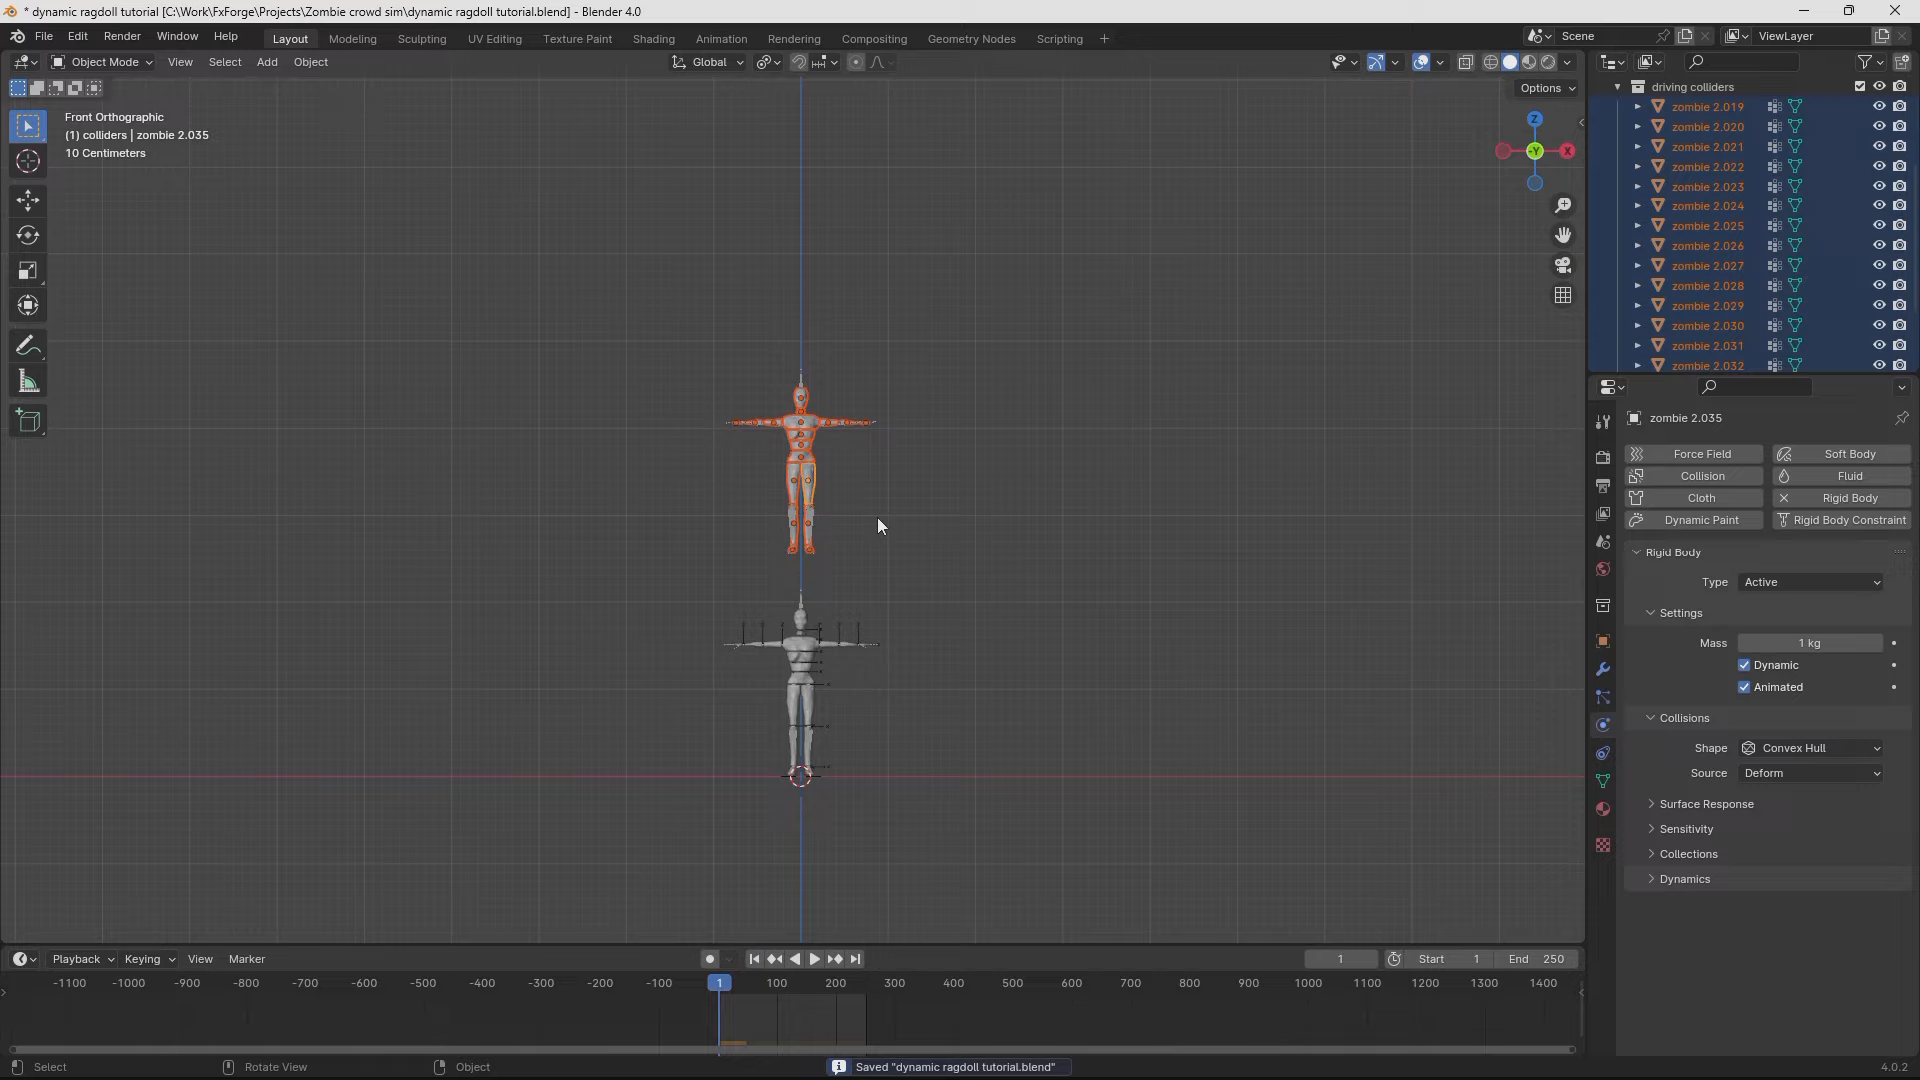 * dynamic ragdoll tutorial [C:\Work\FxForge\Projects\Zombie crowd sim\dynamic ragdoll tutorial.blend] - Blender 4.0
File Edit Render Window Help Layout Modeling Sculpting UV Editing Texture Paint Shading Animation Rendering Compositing Geometry Nodes Scripting + Scene ViewLayer
Object Mode View Select Add Object Global
Options
Front Orthographic
(1) colliders | zombie 2.035
10 Centimeters
Z
-Y
X
driving colliders
zombie 2.019
zombie 2.020
zombie 2.021
zombie 2.022
zombie 2.023
zombie 2.024
zombie 2.025
zombie 2.026
zombie 2.027
zombie 2.028
zombie 2.029
zombie 2.030
zombie 2.031
zombie 2.032
zombie 2.035
Force Field Soft Body
Collision Fluid
Cloth Rigid Body
Dynamic Paint Rigid Body Constraint
Rigid Body
Type Active
Settings
Mass 1 kg
Dynamic
Animated
Collisions
Shape Convex Hull
Source Deform
Surface Response
Sensitivity
Collections
Dynamics
Playback Keying View Marker 1 Start 1 End 250
-1100 -1000 -900 -800 -700 -600 -500 -400 -300 -200 -100 1 100 200 300 400 500 600 700 800 900 1000 1100 1200 1300 1400
Select Rotate View Object Saved "dynamic ragdoll tutorial.blend" 4.0.2